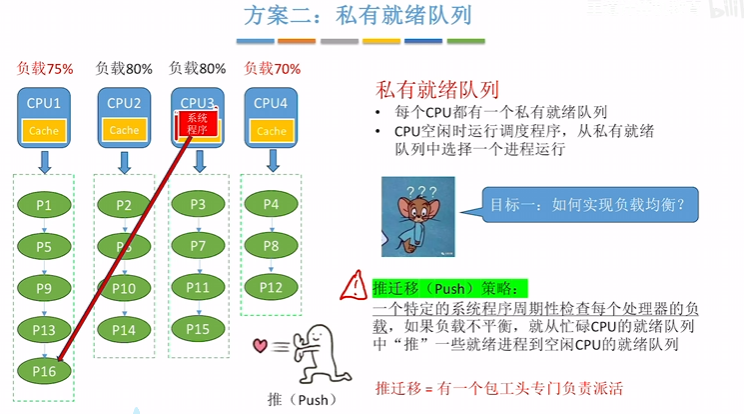 方案二：私有就绪队列
负载75%
负载80%
负载80%
负载70%
CPU1
Cache
CPU2
Cache
CPU3
系统
程序
CPU4
Cache
P1
P5
P9
P13
P16
P2
P10
P14
P3
P7
P11
P15
P4
P8
P12
推（Push）
私有就绪队列
• 每个CPU都有一个私有就绪队列
• CPU空闲时运行调度程序，从私有就绪
队列中选择一个进程运行
???
目标一：如何实现负载均衡？
推迁移（Push）策略：
一个特定的系统程序周期性检查每个处理器的负
载，如果负载不平衡，就从忙碌CPU的就绪队列
中“推”一些就绪进程到空闲CPU的就绪队列
推迁移 = 有一个包工头专门负责派活